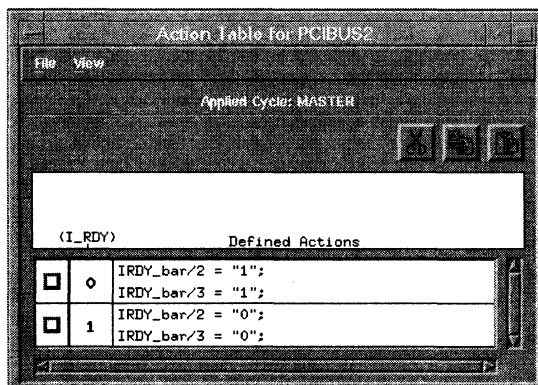 Action Table for PCIBUS2
File View
Applied Cycle: MASTER
(I_RDY) Defined Actions
0 IRDY_bar/2 = "1";
IRDY_bar/3 = "1";
1 IRDY_bar/2 = "0";
IRDY_bar/3 = "0";